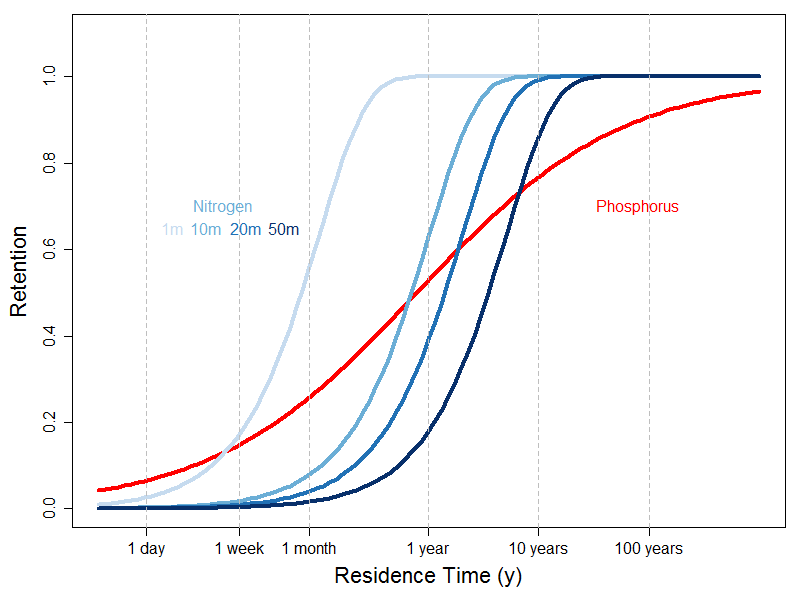 1.0
0.8
0.6
0.4
0.2
0.0
Retention
Nitrogen
1m 10m 20m 50m
Phosphorus
1 day 1 week 1 month 1 year 10 years 100 years
Residence Time (y)